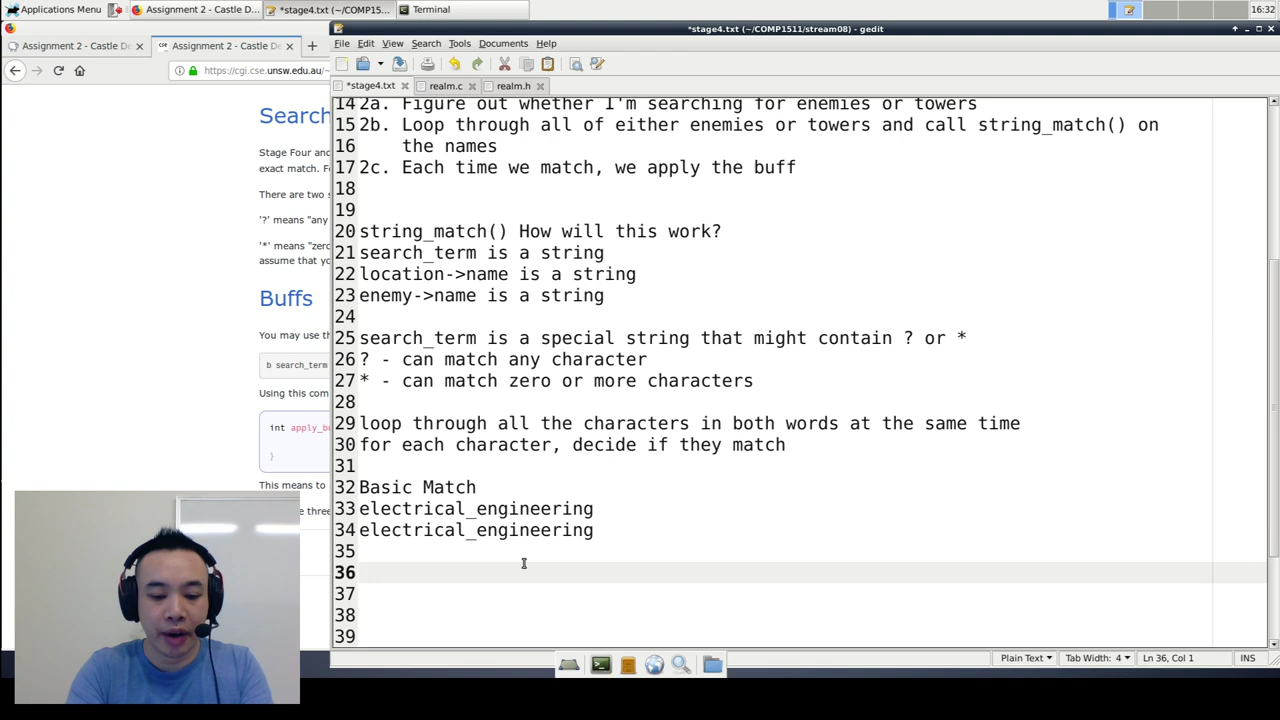 Applications Menu
Assignment 2 - Castle D...
*stage4.txt (~/COMP151...
Terminal
16:32
*stage4.txt (~/COMP1511/stream08) - gedit
Assignment 2 - Castle De
Assignment 2 - Castle De
https://cgi.cse.unsw.edu.au/~
File Edit View Search Tools Documents Help
*stage4.txt
realm.c
realm.h
Search
Stage Four and
exact match. F
There are two s
'?' means "any
'*' means "zero
assume that yo
Buffs
You may use th
b search_term
Using this com
int apply_bu
}
This means to
e three
14 2a. Figure out whether I'm searching for enemies or towers
15 2b. Loop through all of either enemies or towers and call string_match() on
16 the names
17 2c. Each time we match, we apply the buff
18
19
20 string_match() How will this work?
21 search_term is a string
22 location->name is a string
23 enemy->name is a string
24
25 search_term is a special string that might contain ? or *
26 ? - can match any character
27 * - can match zero or more characters
28
29 loop through all the characters in both words at the same time
30 for each character, decide if they match
31
32 Basic Match
33 electrical_engineering
34 electrical_engineering
35
36
37
38
39
Plain Text
Tab Width: 4
Ln 36, Col 1
INS